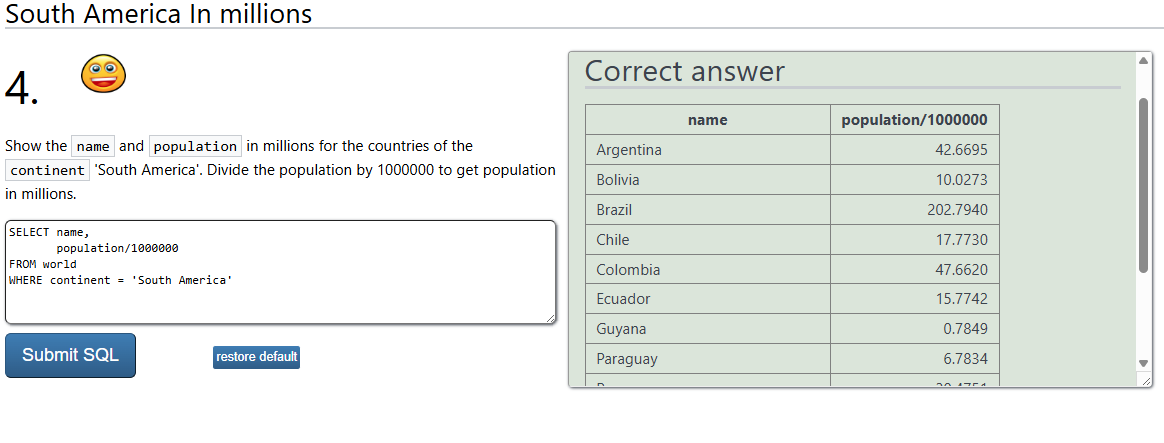 South America In millions
4.
Show the name and population in millions for the countries of the
continent 'South America'. Divide the population by 1000000 to get population
in millions.
SELECT name,
population/1000000
FROM world
WHERE continent = 'South America'
Submit SQL
restore default
Correct answer
name population/1000000
Argentina 42.6695
Bolivia 10.0273
Brazil 202.7940
Chile 17.7730
Colombia 47.6620
Ecuador 15.7742
Guyana 0.7849
Paraguay 6.7834